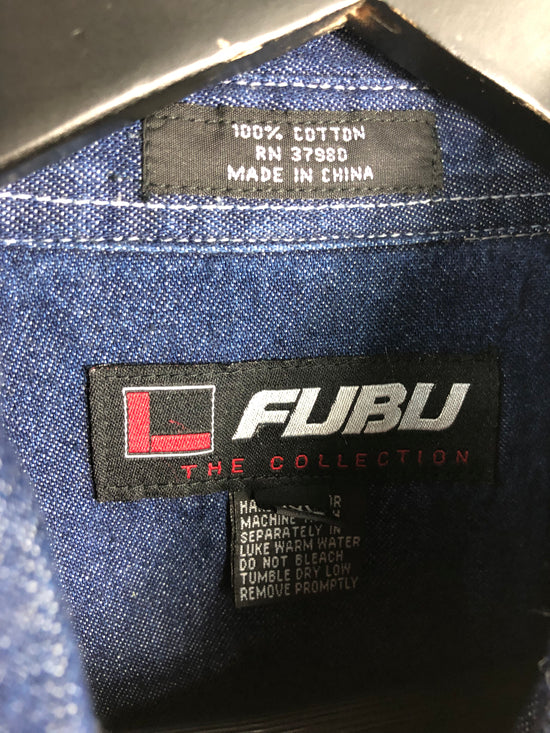 100% COTTON
RN 37980
MADE IN CHINA
FUBU
THE COLLECTION
MACHINE
SEPARATELY IN
LUKE WARM WATER
DO NOT BLEACH
TUMBLE DRY LOW
REMOVE PROMPTLY